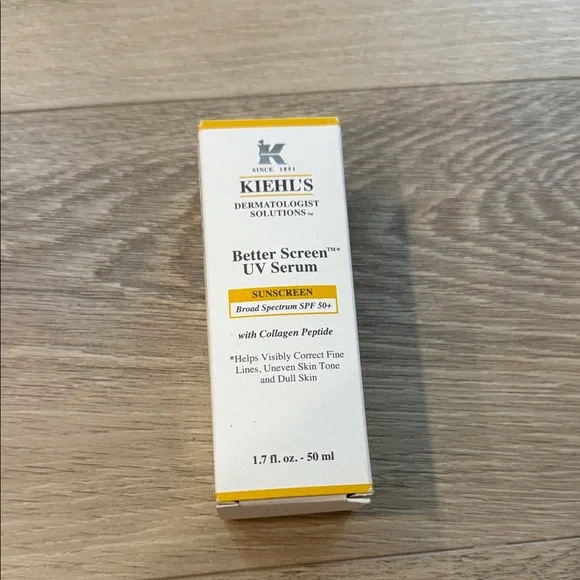 K
SINCE 1851
KIEHL'S
DERMATOLOGIST
SOLUTIONS™
Better Screen™*
UV Serum
SUNSCREEN
Broad Spectrum SPF 50+
with Collagen Peptide
*Helps Visibly Correct Fine
Lines, Uneven Skin Tone
and Dull Skin
1.7 fl. oz. - 50 ml